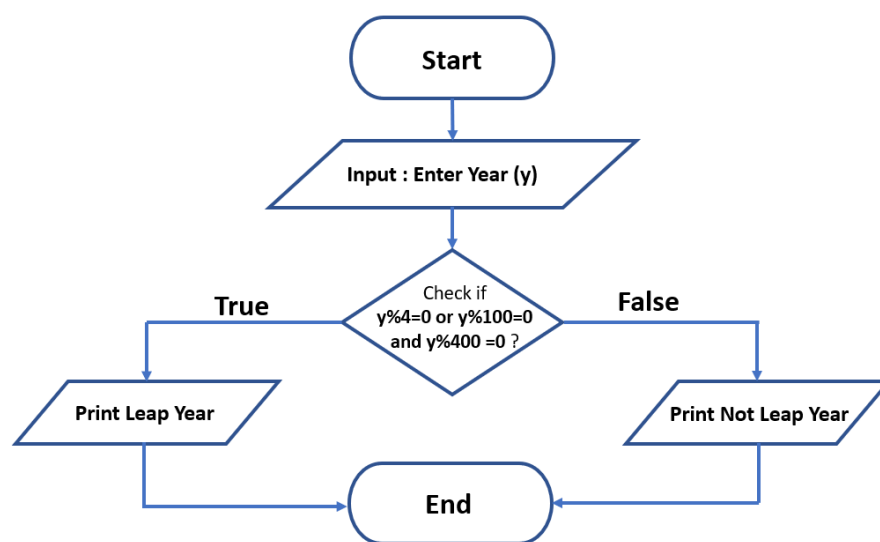 Start
Input : Enter Year (y)
Check if
y%4=0 or y%100=0
and y%400 =0 ?
True
False
Print Leap Year
Print Not Leap Year
End